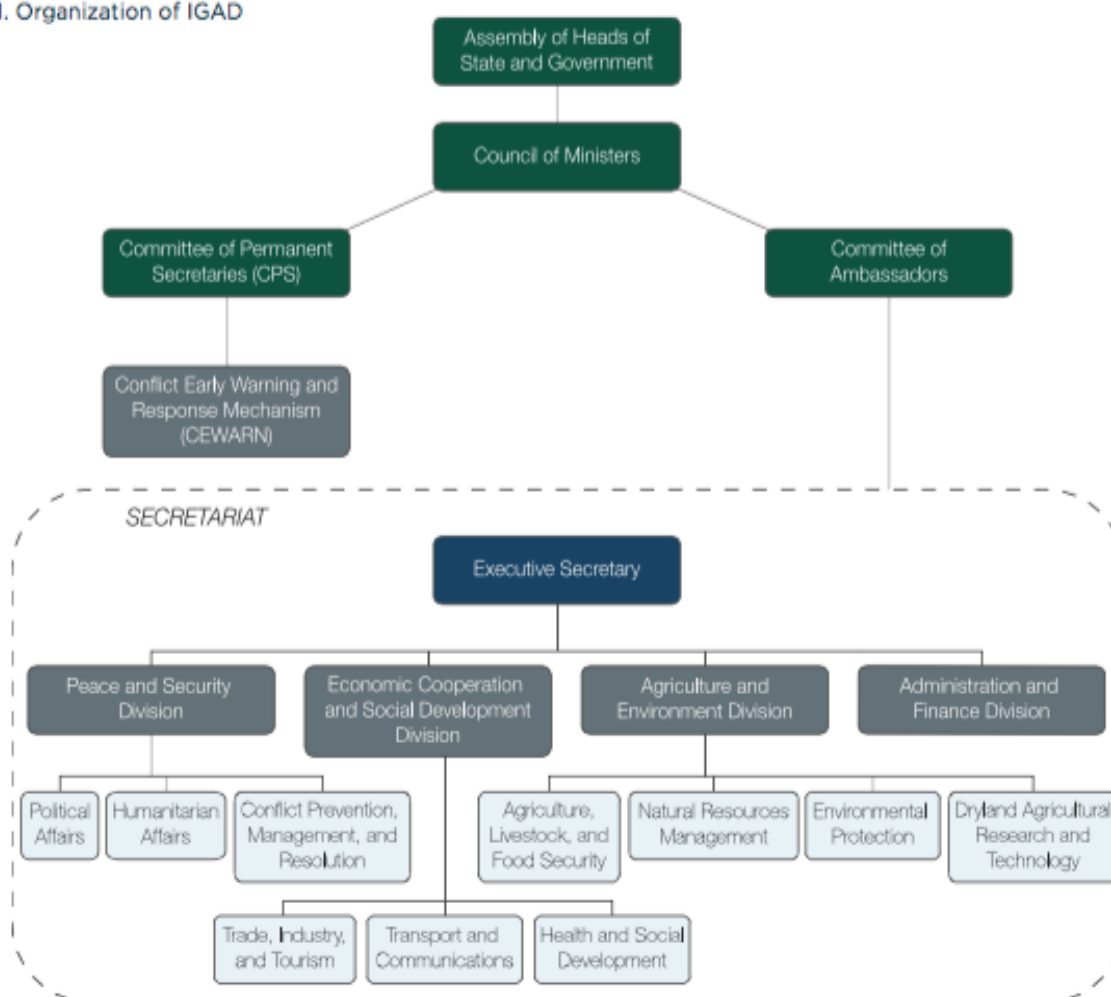 1. Organization of IGAD
Assembly of Heads of
State and Government
Council of Ministers
Committee of Permanent
Secretaries (CPS)
Committee of
Ambassadors
Conflict Early Warning and
Response Mechanism
(CEWARN)
SECRETARIAT
Executive Secretary
Peace and Security
Division
Economic Cooperation
and Social Development
Division
Agriculture and
Environment Division
Administration and
Finance Division
Political
Affairs
Humanitarian
Affairs
Conflict Prevention,
Management, and
Resolution
Agriculture,
Livestock, and
Food Security
Natural Resources
Management
Environmental
Protection
Dryland Agricultural
Research and
Technology
Trade, Industry,
and Tourism
Transport and
Communications
Health and Social
Development